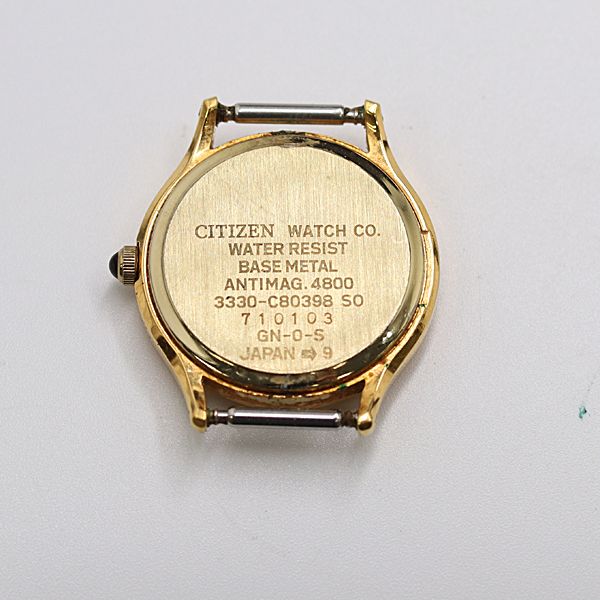 CITIZEN WATCH CO.
WATER RESIST
BASE METAL
ANTIMAG. 4800
3330-C80398 SO
710103
GN-0-S
JAPAN ⇨ 9